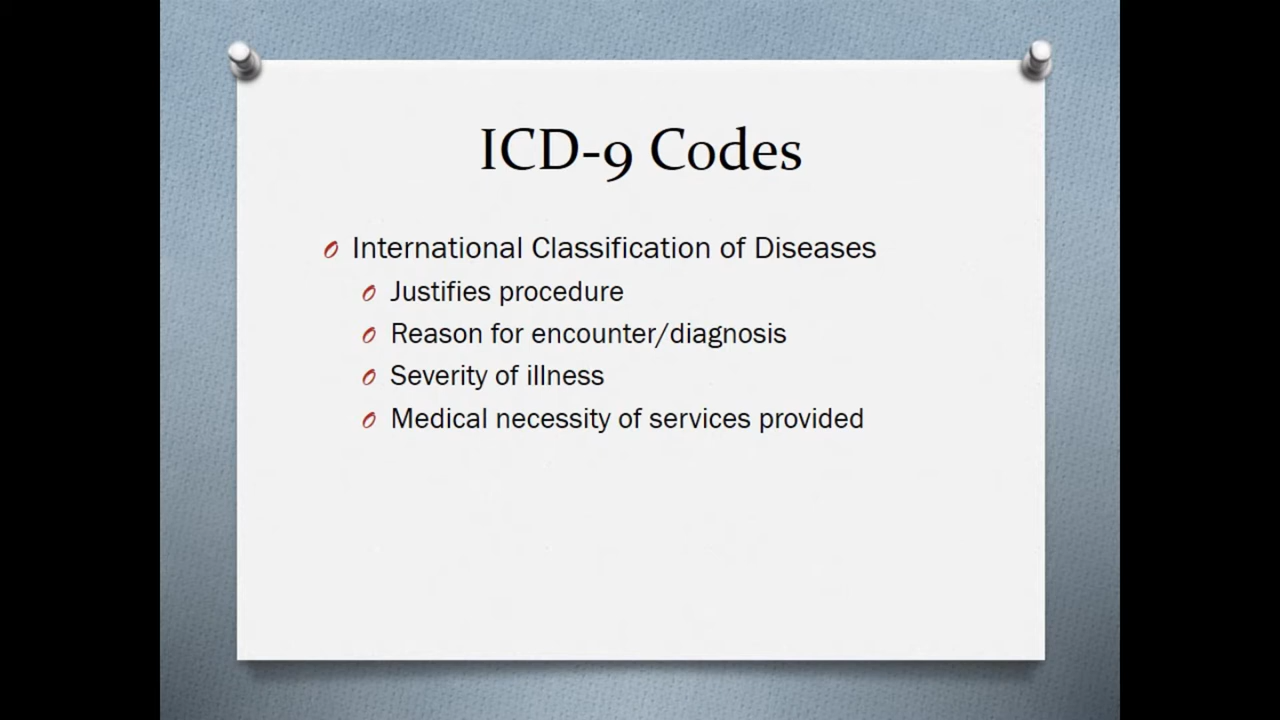 ICD-9 Codes
International Classification of Diseases
Justifies procedure
Reason for encounter/diagnosis
Severity of illness
Medical necessity of services provided